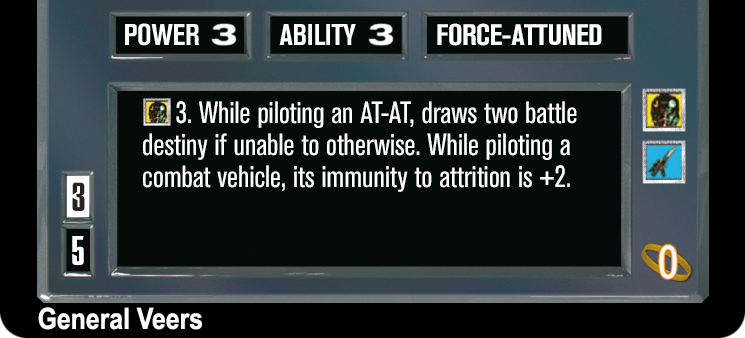 POWER 3 ABILITY 3 FORCE-ATTUNED
3. While piloting an AT-AT, draws two battle
destiny if unable to otherwise. While piloting a
combat vehicle, its immunity to attrition is +2.
3
5
0
General Veers